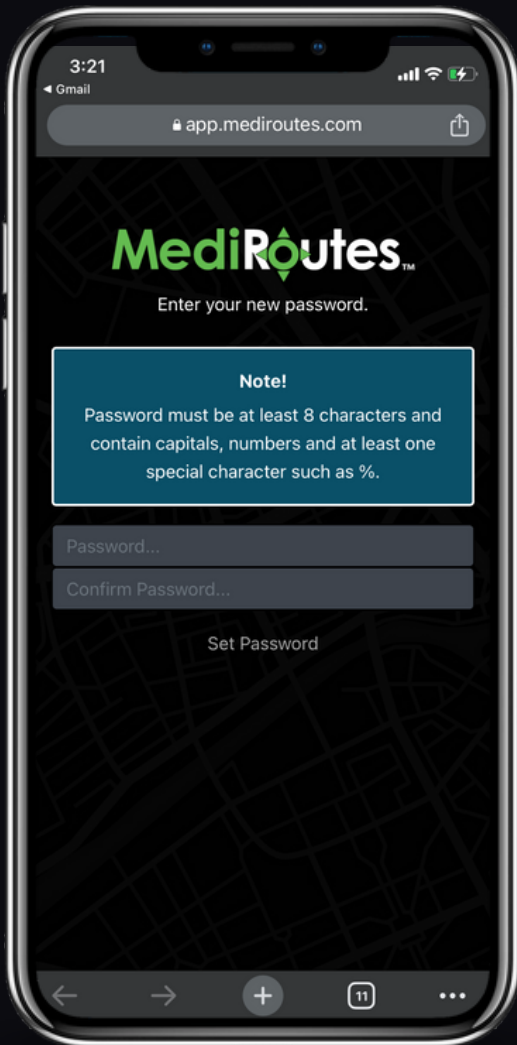 3:21
◀ Gmail
app.mediroutes.com
MediRoutes™
Enter your new password.
Note!
Password must be at least 8 characters and
contain capitals, numbers and at least one
special character such as %.
Password...
Confirm Password...
Set Password
11